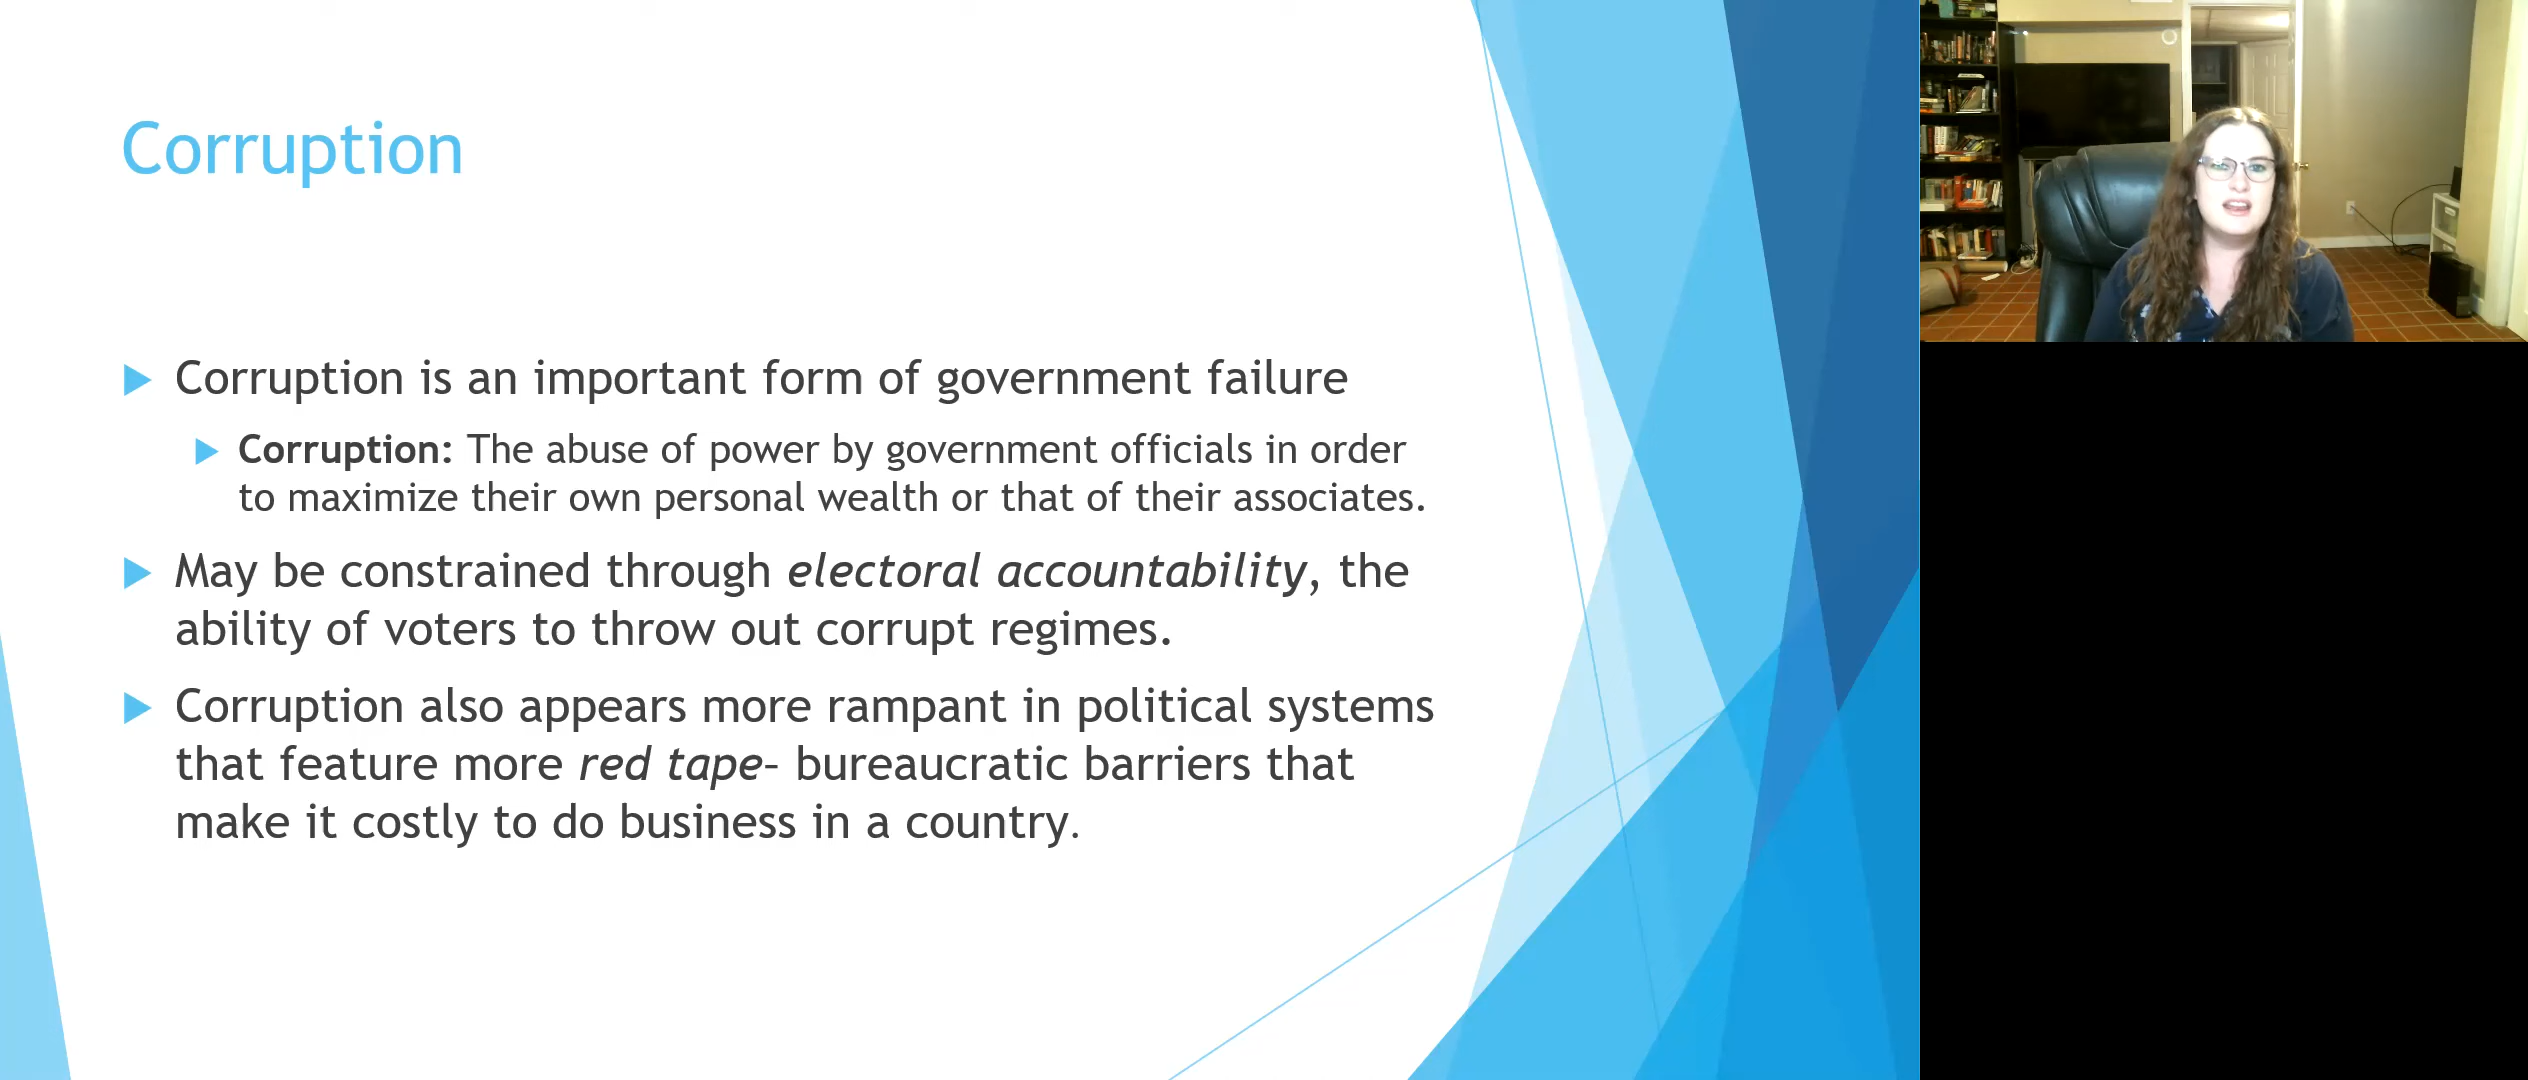 Corruption
Corruption is an important form of government failure
Corruption: The abuse of power by government officials in order
to maximize their own personal wealth or that of their associates.
May be constrained through electoral accountability, the
ability of voters to throw out corrupt regimes.
Corruption also appears more rampant in political systems
that feature more red tape– bureaucratic barriers that
make it costly to do business in a country.